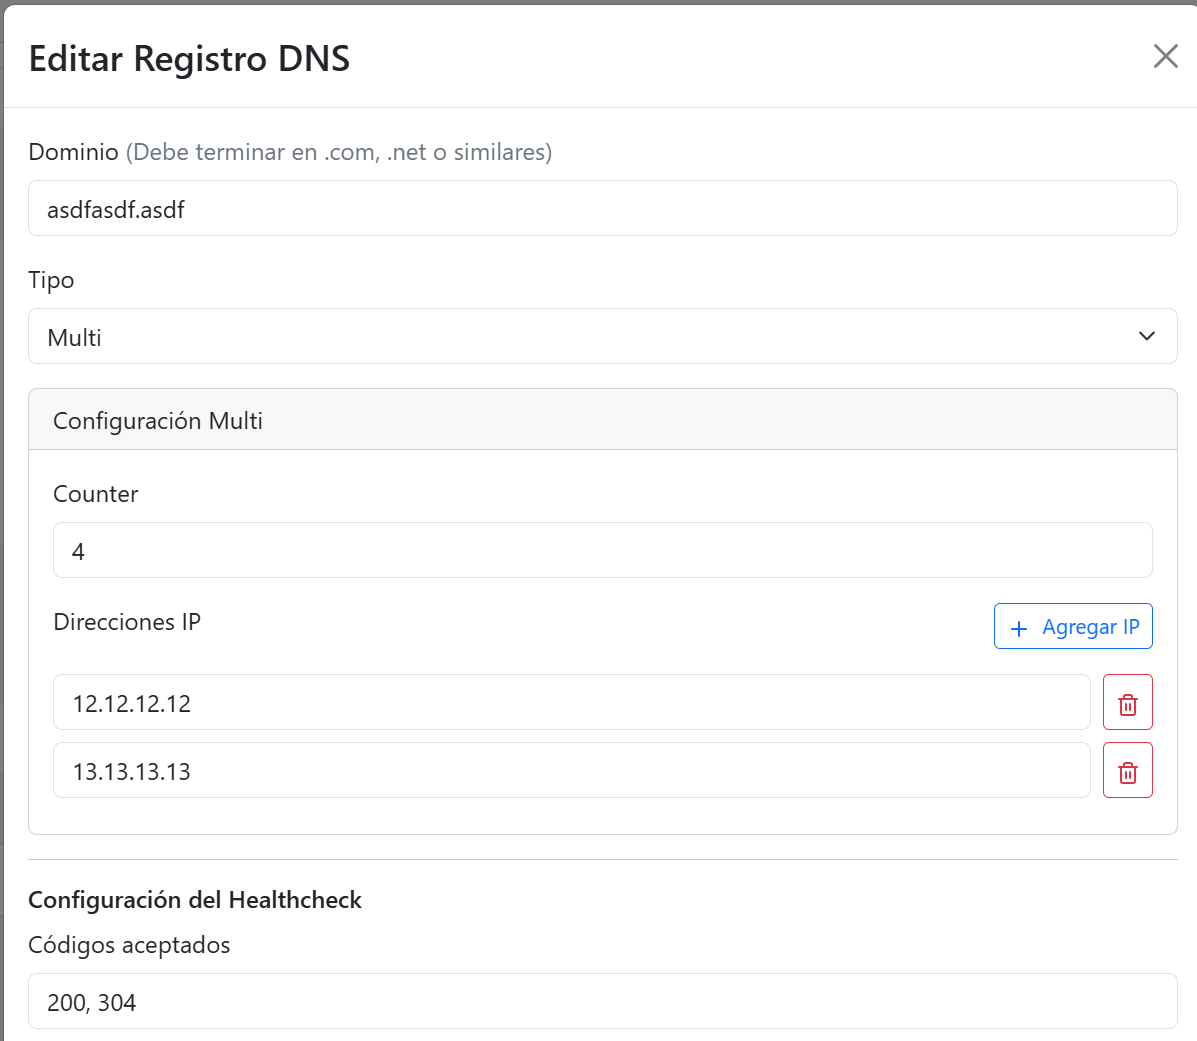 Editar Registro DNS
Dominio (Debe terminar en .com, .net o similares)
asdfasdf.asdf
Tipo
Multi
Configuración Multi
Counter
4
Direcciones IP
+ Agregar IP
12.12.12.12
13.13.13.13
Configuración del Healthcheck
Códigos aceptados
200, 304